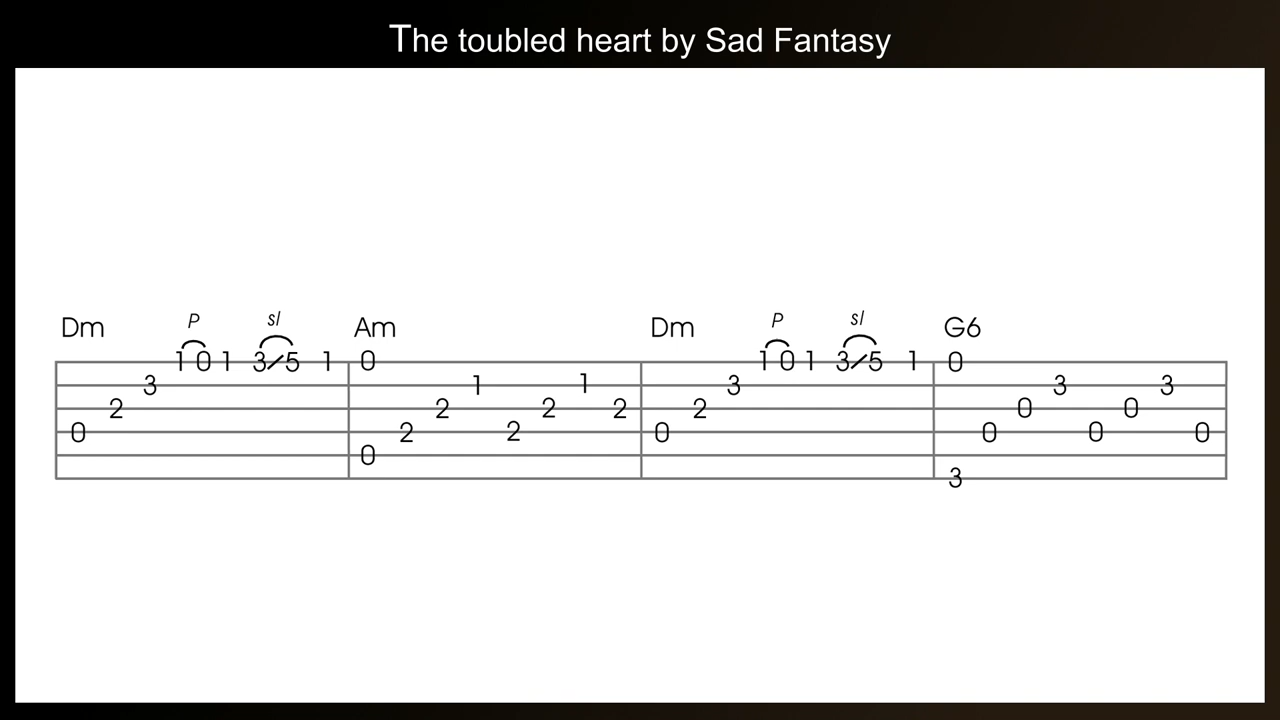 The toubled heart by Sad Fantasy
Dm P sl Am Dm P sl G6
1 0 1 3 5 1 0 1 0 1 3 5 1 0
3 1 1 3 3 3
2 2 2 2 2 0 0
0 2 2 0 0 0 0
0
3